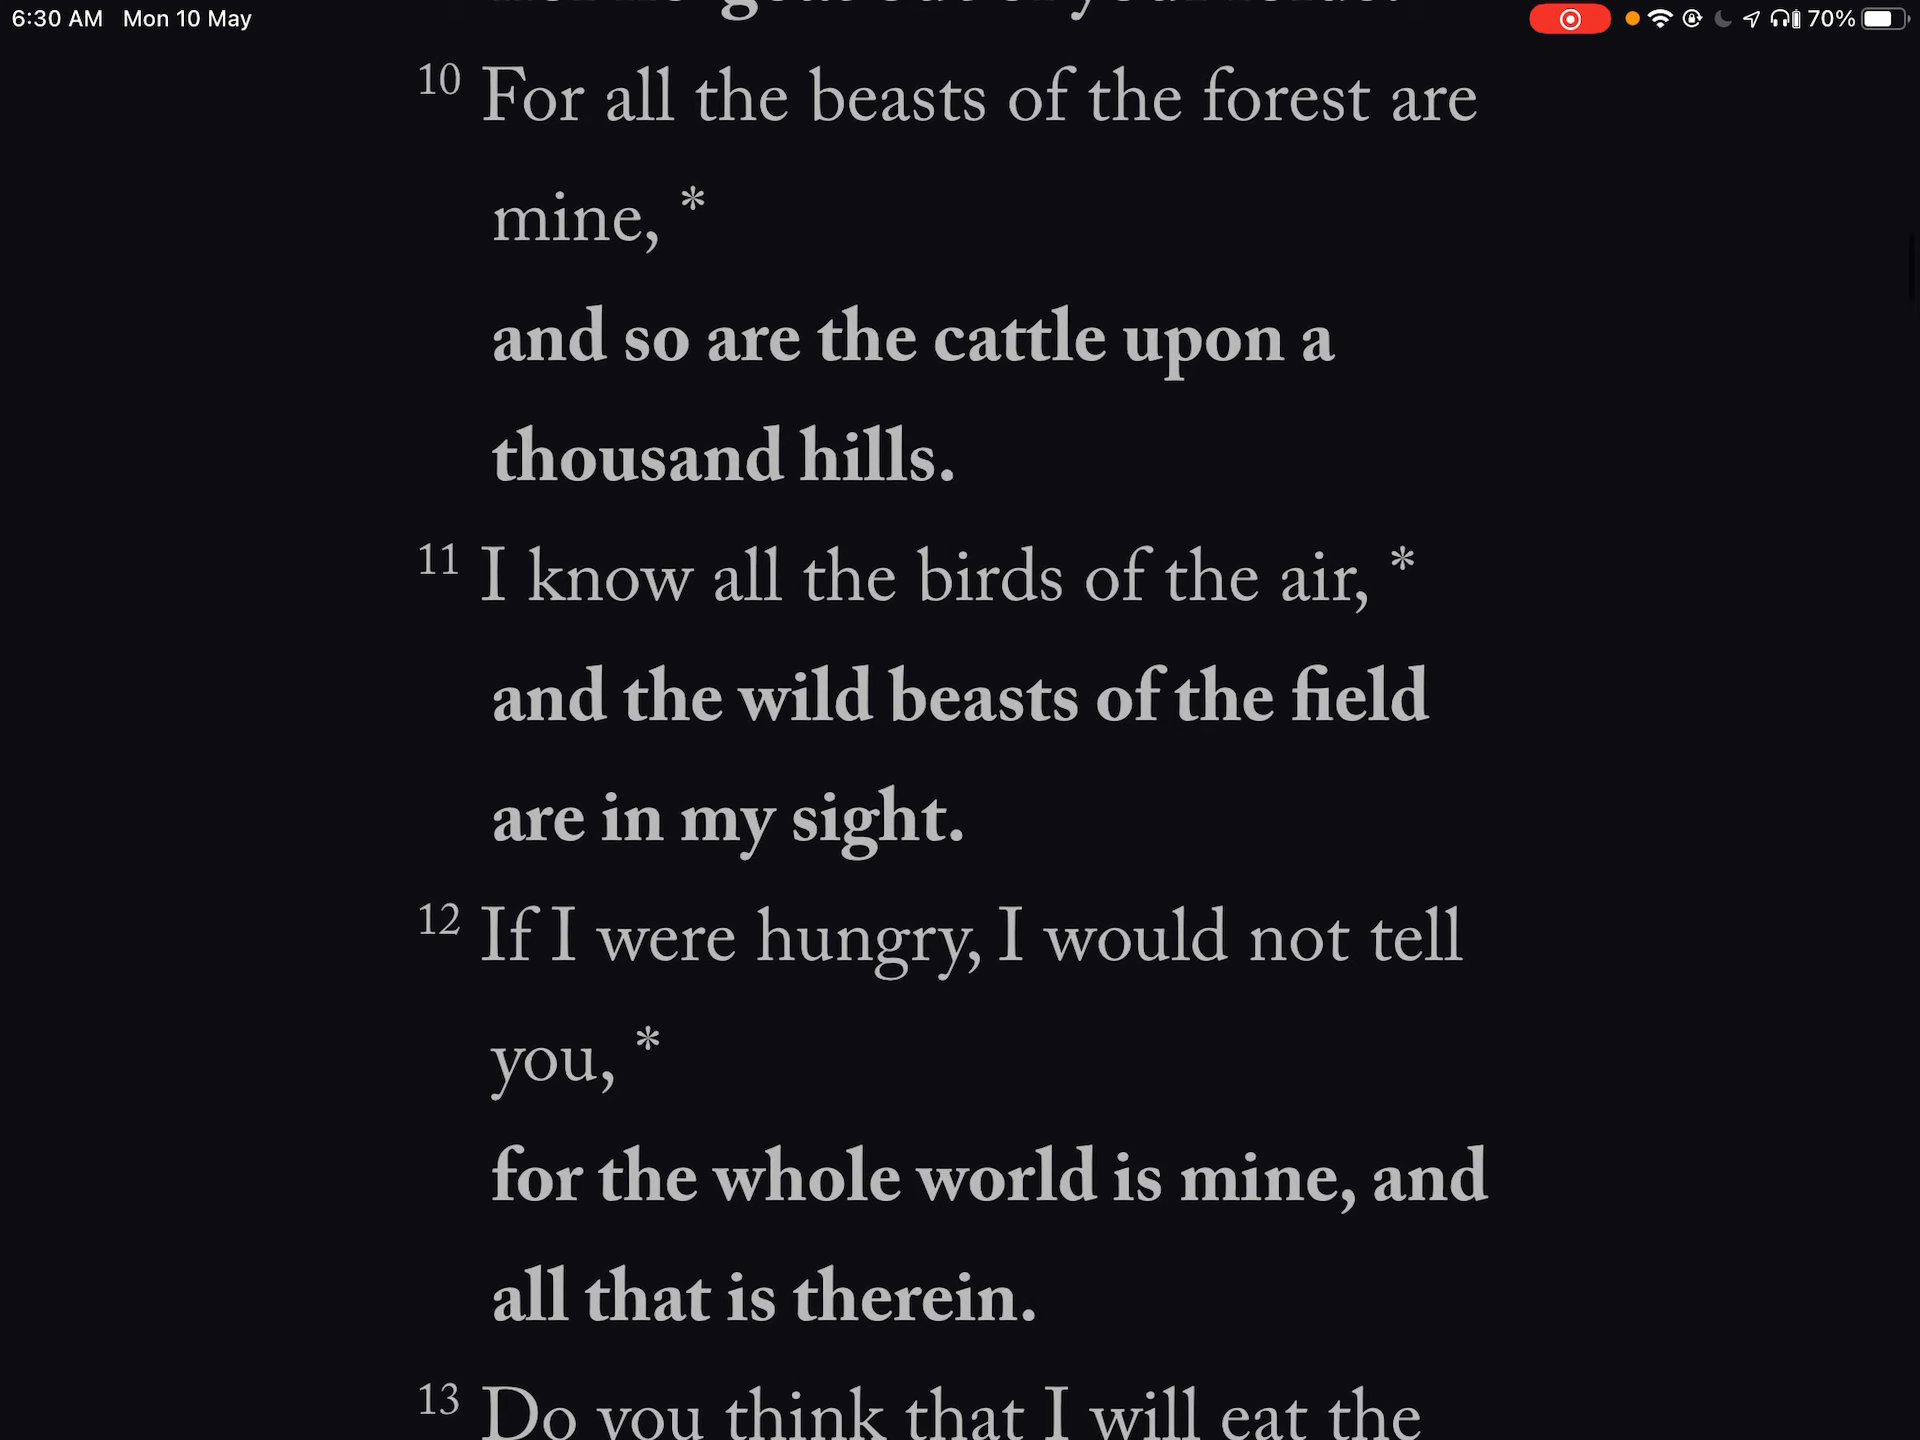 6:30 AM Mon 10 May 70%
10 For all the beasts of the forest are
mine, *
and so are the cattle upon a
thousand hills.
11 I know all the birds of the air, *
and the wild beasts of the field
are in my sight.
12 If I were hungry, I would not tell
you, *
for the whole world is mine, and
all that is therein.
13 Do you think that I will eat the